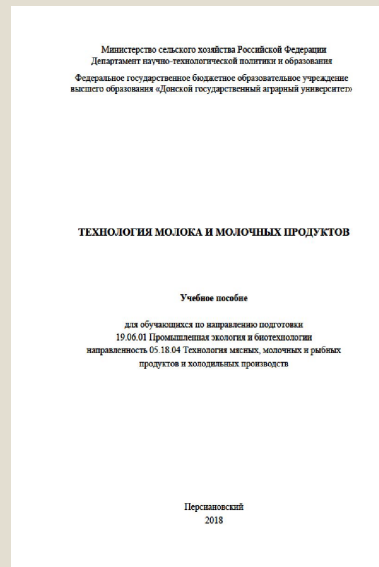 Министерство сельского хозяйства Российской Федерации
Департамент научно-технологической политики и образования
Федеральное государственное бюджетное образовательное учреждение
высшего образования «Донской государственный аграрный университет»
ТЕХНОЛОГИЯ МОЛОКА И МОЛОЧНЫХ ПРОДУКТОВ
Учебное пособие
для обучающихся по направлению подготовки
19.06.01 Промышленная экология и биотехнологии
направленность 05.18.04 Технология мясных, молочных и рыбных
продуктов и холодильных производств
Персиановский
2018